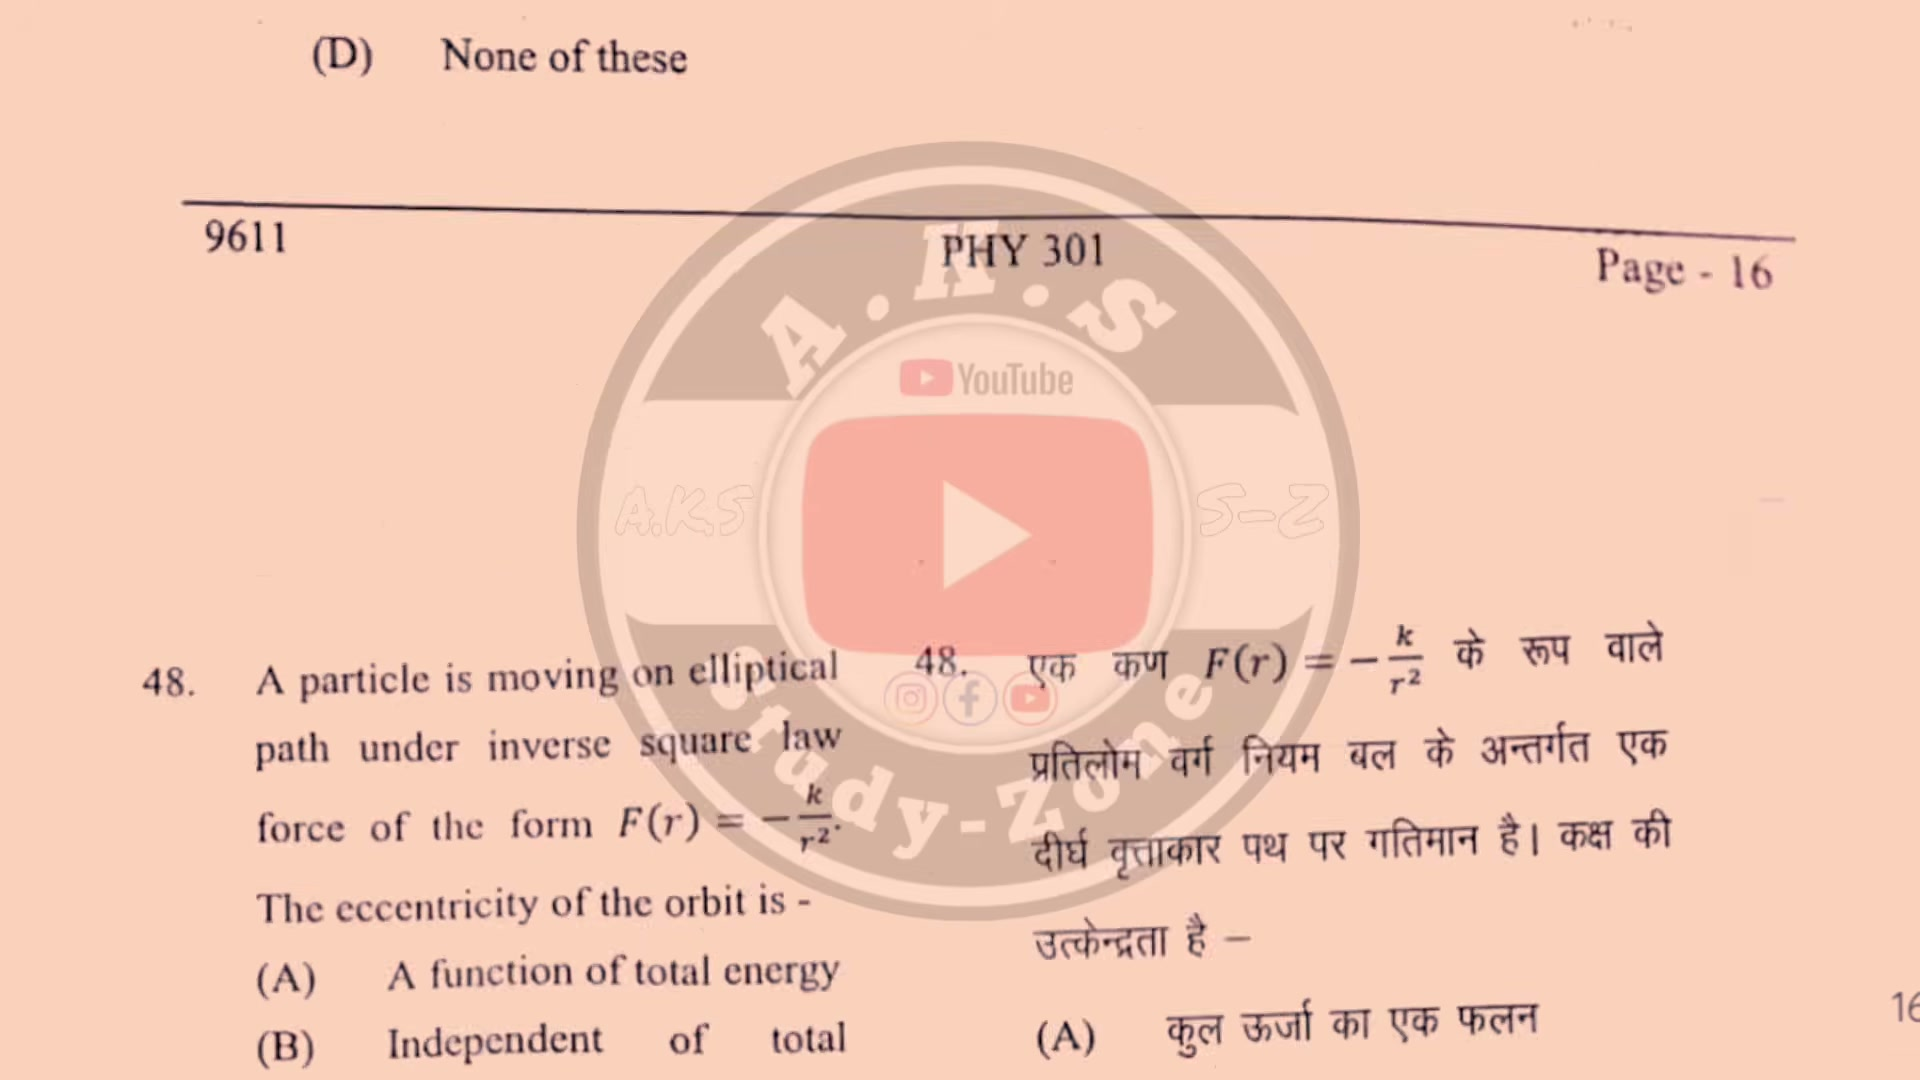 (D) None of these
9611 PHY 301 Page - 16
A.K.S
YouTube
A.K.S S-Z
Study-Zone
48. A particle is moving on elliptical
path under inverse square law
force of the form F(r) = -k/r².
The eccentricity of the orbit is -
(A) A function of total energy
(B) Independent of total
48. एक कण F(r) = -k/r² के रूप वाले
प्रतिलोम वर्ग नियम बल के अन्तर्गत एक
दीर्घ वृत्ताकार पथ पर गतिमान है। कक्ष की
उत्केन्द्रता है –
(A) कुल ऊर्जा का एक फलन
16